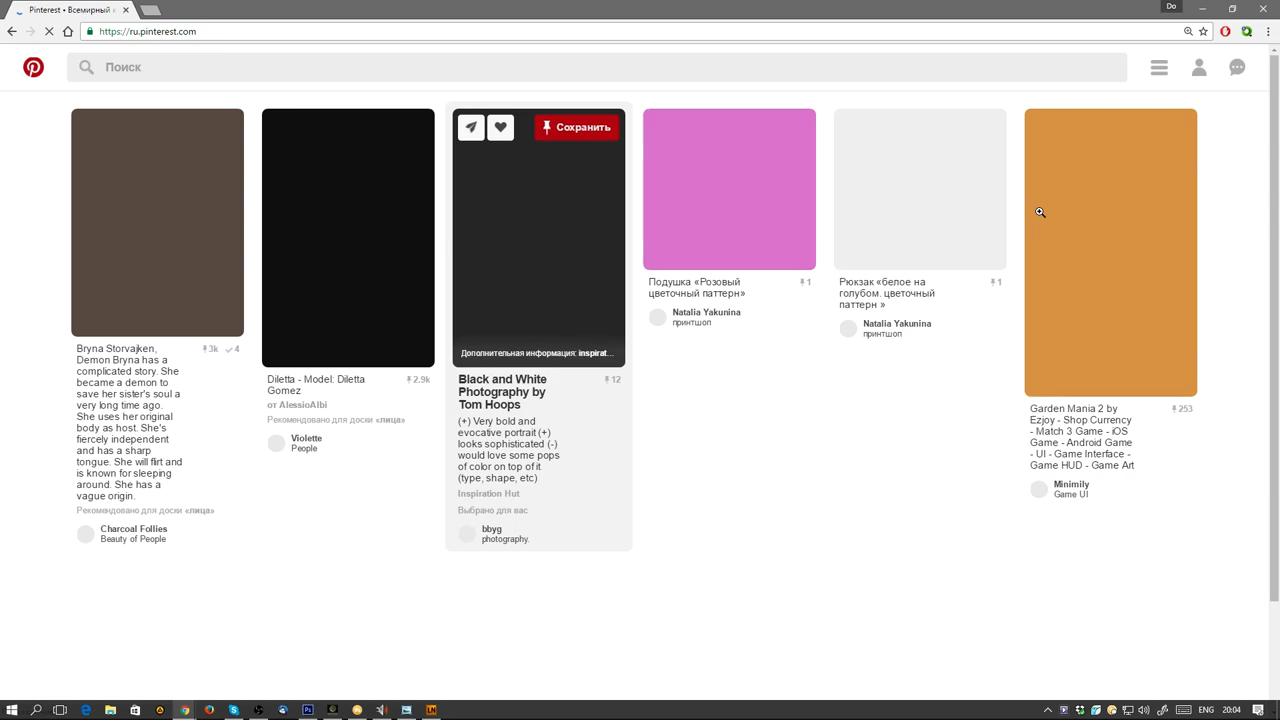 Pinterest • Всемирный к
Do
https://ru.pinterest.com
Поиск
Сохранить
Дополнительная информация: inspirat...
Bryna Storvajken,
Demon Bryna has a
complicated story. She
became a demon to
save her sister's soul a
very long time ago.
She uses her original
body as host. She's
fiercely independent
and has a sharp
tongue. She will flirt and
is known for sleeping
around. She has a
vague origin.
3k 4
Рекомендовано для доски «лица»
Charcoal Follies
Beauty of People
Diletta - Model: Diletta
Gomez
2.9k
от AlessioAlbi
Рекомендовано для доски «лица»
Violette
People
Black and White
Photography by
Tom Hoops
12
(+) Very bold and
evocative portrait (+)
looks sophisticated (-)
would love some pops
of color on top of it
(type, shape, etc)
Inspiration Hut
Выбрано для вас
bbyg
photography.
Подушка «Розовый
цветочный паттерн»
1
Natalia Yakunina
принтшоп
Рюкзак «белое на
голубом. цветочный
паттерн »
1
Natalia Yakunina
принтшоп
Garden Mania 2 by
Ezjoy - Shop Currency
- Match 3 Game - iOS
Game - Android Game
- UI - Game Interface -
Game HUD - Game Art
253
Minimily
Game UI
ENG 20:04